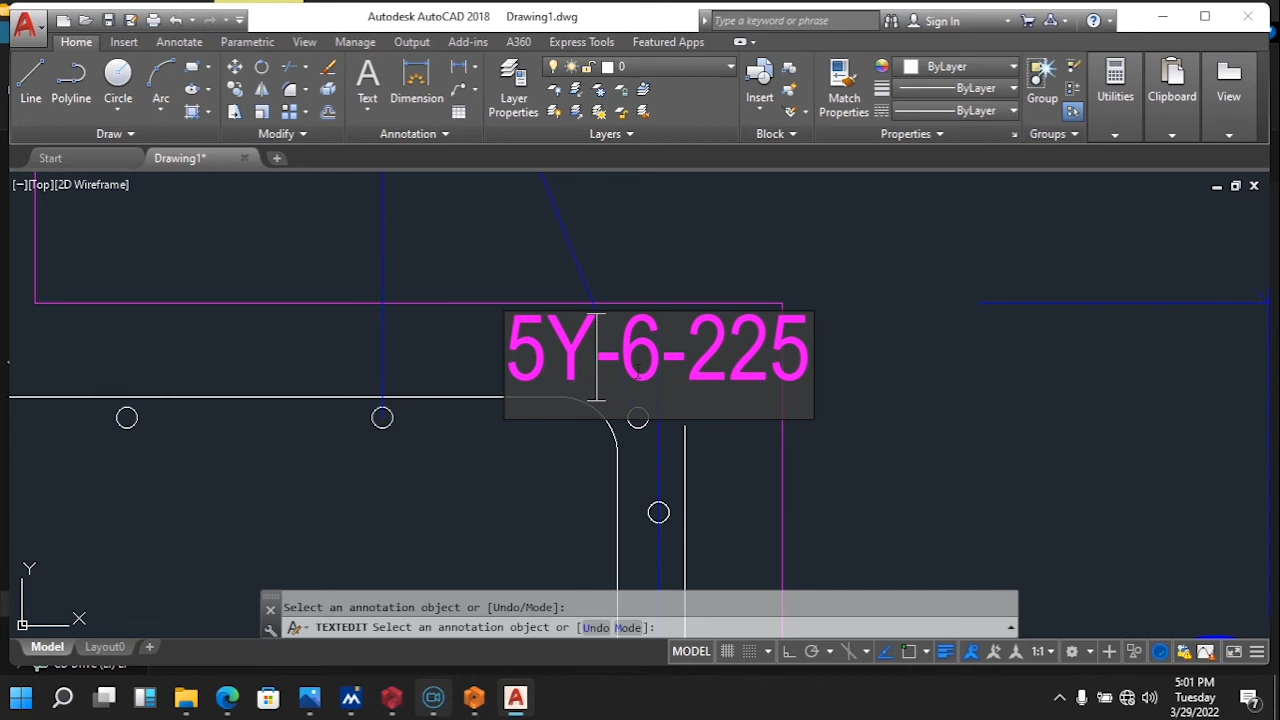 Autodesk AutoCAD 2018 Drawing1.dwg
Type a keyword or phrase
Sign In
Home Insert Annotate Parametric View Manage Output Add-ins A360 Express Tools Featured Apps
Line Polyline Circle Arc
Text Dimension
Layer Properties
0
Insert
Match Properties
ByLayer
ByLayer
ByLayer
Group
Utilities
Clipboard
View
Draw Modify Annotation Layers Block Properties Groups
Start Drawing1*
[−][Top][2D Wireframe]
5Y-6-225
Y
X
Select an annotation object or [Undo/Mode]:
TEXTEDIT Select an annotation object or [Undo Mode]:
Model Layout0
MODEL
1:1
5:01 PM
Tuesday
3/29/2022
7